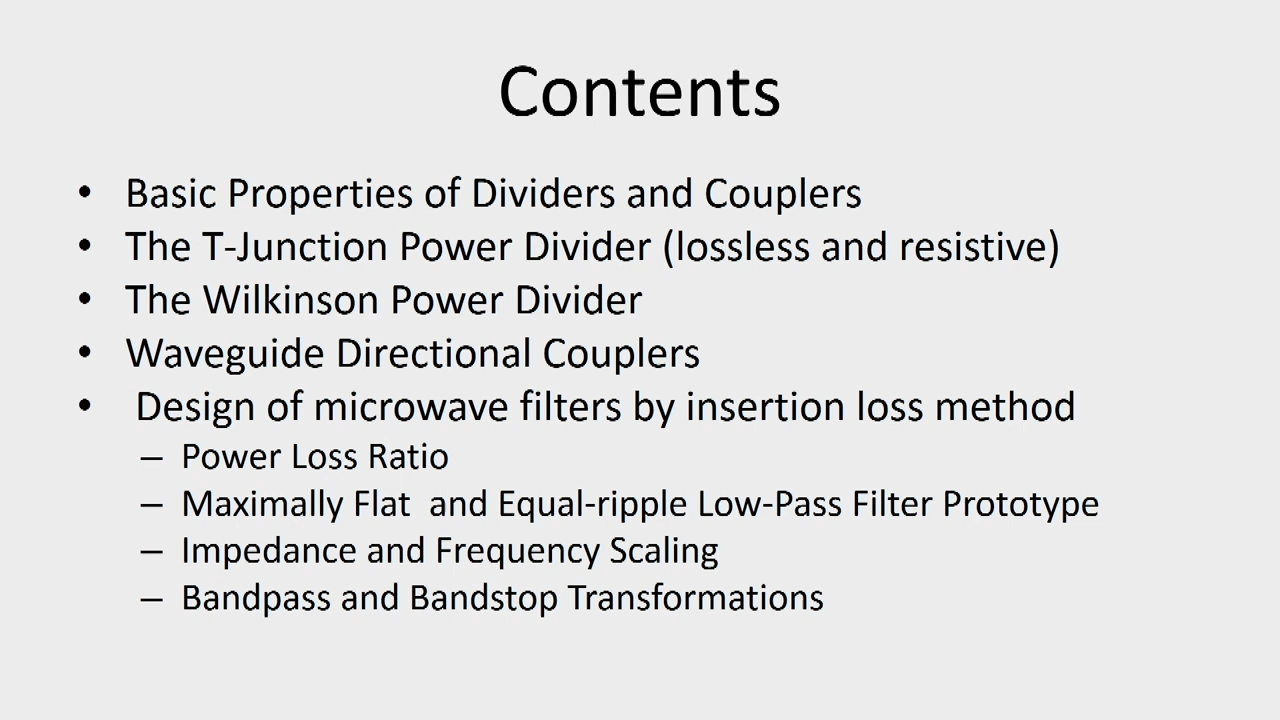 Contents
• Basic Properties of Dividers and Couplers
• The T-Junction Power Divider (lossless and resistive)
• The Wilkinson Power Divider
• Waveguide Directional Couplers
• Design of microwave filters by insertion loss method
– Power Loss Ratio
– Maximally Flat and Equal-ripple Low-Pass Filter Prototype
– Impedance and Frequency Scaling
– Bandpass and Bandstop Transformations